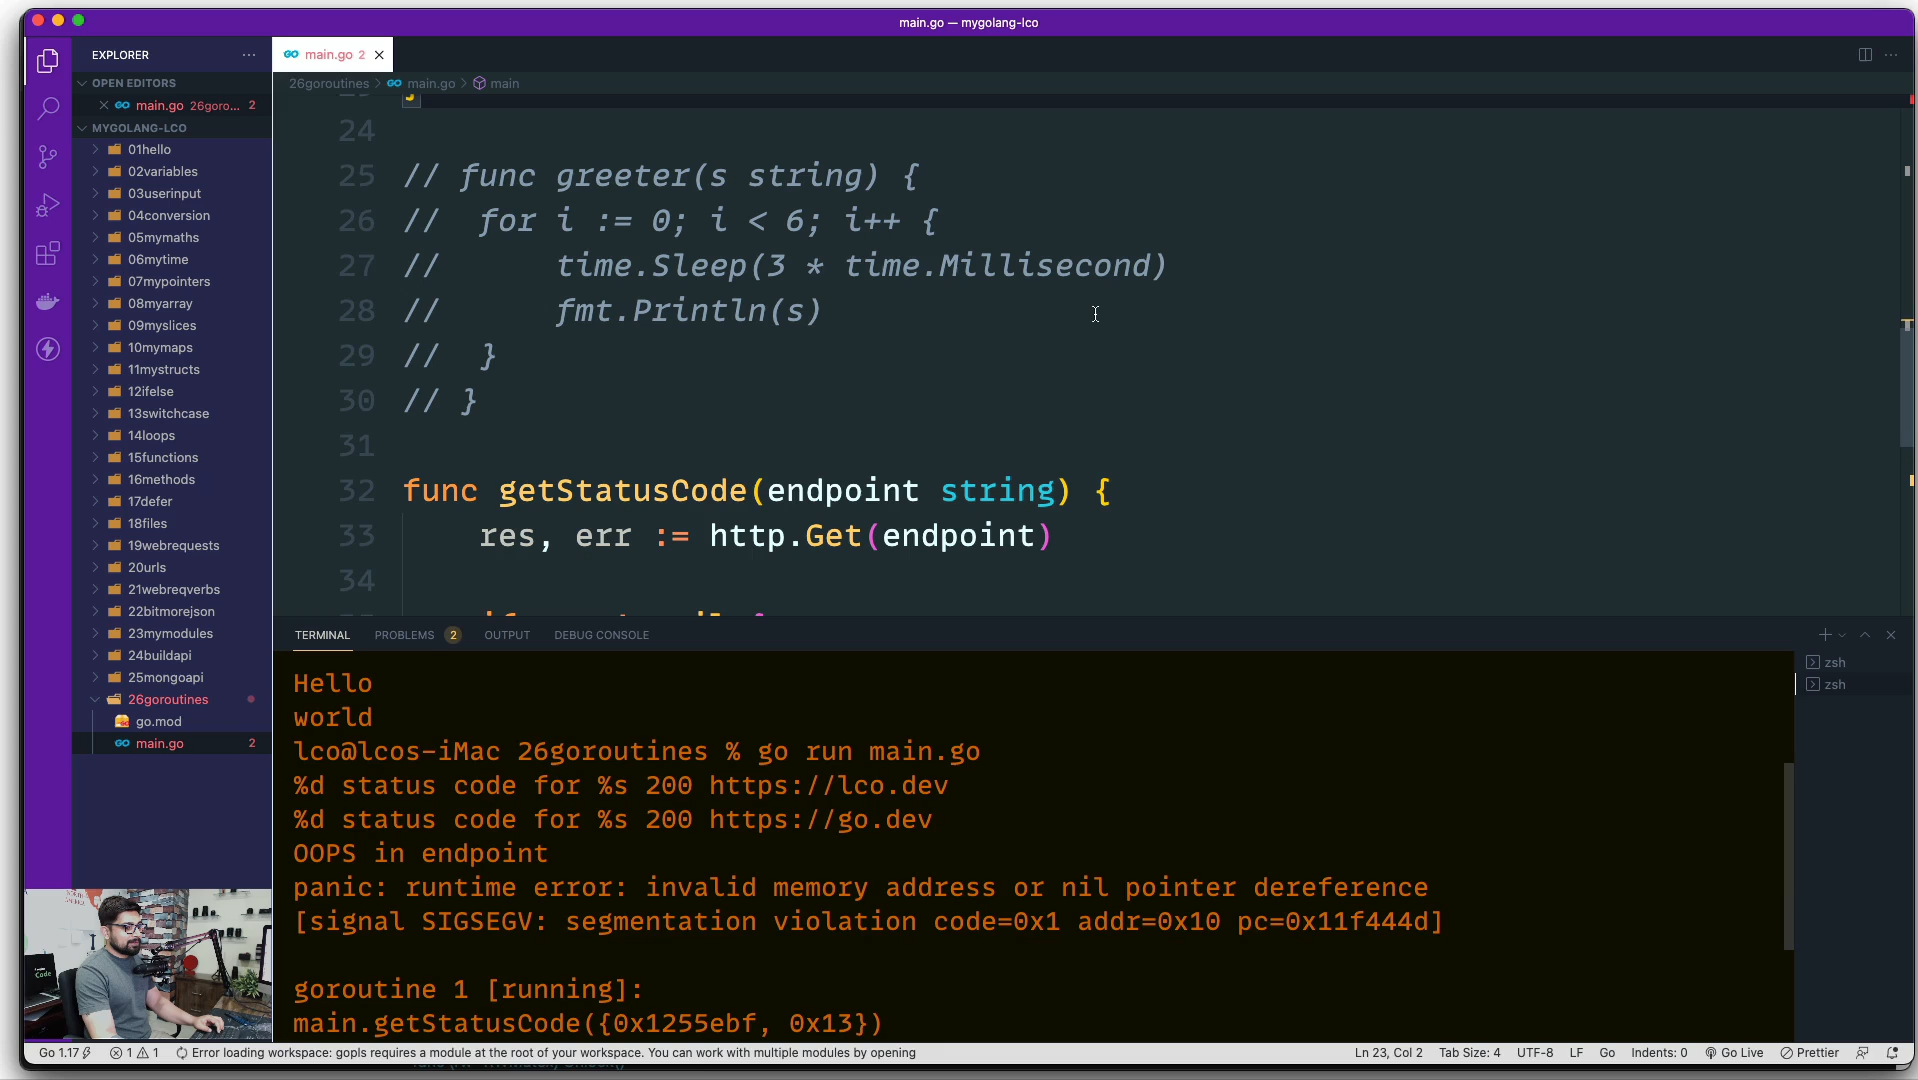 main.go — mygolang-lco
EXPLORER
OPEN EDITORS
main.go 26goro... 2
MYGOLANG-LCO
01hello
02variables
03userinput
04conversion
05mymaths
06mytime
07mypointers
08myarray
09myslices
10mymaps
11mystructs
12ifelse
13switchcase
14loops
15functions
16methods
17defer
18files
19webrequests
20urls
21webreqverbs
22bitmorejson
23mymodules
24buildapi
25mongoapi
26goroutines
go.mod
main.go 2
main.go 2
26goroutines > main.go > main
24
25 // func greeter(s string) {
26 // for i := 0; i < 6; i++ {
27 // time.Sleep(3 * time.Millisecond)
28 // fmt.Println(s)
29 // }
30 // }
31
32 func getStatusCode(endpoint string) {
33 res, err := http.Get(endpoint)
34
TERMINAL PROBLEMS 2 OUTPUT DEBUG CONSOLE
zsh
zsh
Hello
world
lco@lcos-iMac 26goroutines % go run main.go
%d status code for %s 200 https://lco.dev
%d status code for %s 200 https://go.dev
OOPS in endpoint
panic: runtime error: invalid memory address or nil pointer dereference
[signal SIGSEGV: segmentation violation code=0x1 addr=0x10 pc=0x11f444d]
goroutine 1 [running]:
main.getStatusCode({0x1255ebf, 0x13})
Go 1.17 1 1 Error loading workspace: gopls requires a module at the root of your workspace. You can work with multiple modules by opening
Ln 23, Col 2 Tab Size: 4 UTF-8 LF Go Indents: 0 Go Live Prettier